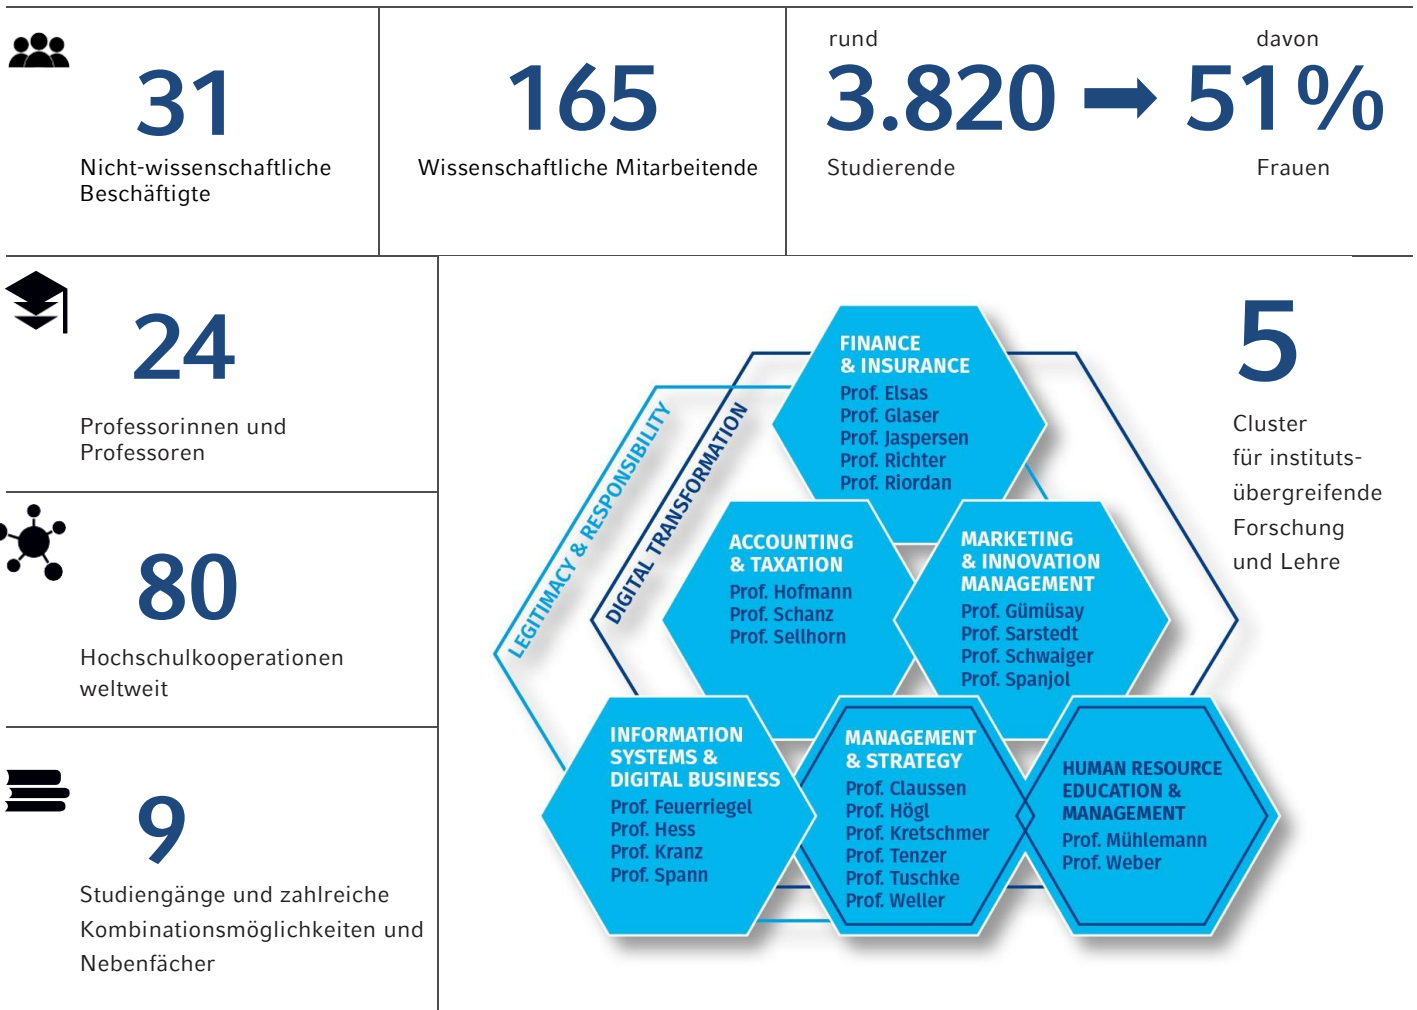 31
Nicht-wissenschaftliche
Beschäftigte
165
Wissenschaftliche Mitarbeitende
rund
3.820
Studierende
davon
51%
Frauen
24
Professorinnen und
Professoren
80
Hochschulkooperationen
weltweit
9
Studiengänge und zahlreiche
Kombinationsmöglichkeiten und
Nebenfächer
LEGITIMACY & RESPONSIBILITY
DIGITAL TRANSFORMATION
FINANCE
& INSURANCE
Prof. Elsas
Prof. Glaser
Prof. Jaspersen
Prof. Richter
Prof. Riordan
ACCOUNTING
& TAXATION
Prof. Hofmann
Prof. Schanz
Prof. Sellhorn
MARKETING
& INNOVATION
MANAGEMENT
Prof. Gümüsay
Prof. Sarstedt
Prof. Schwaiger
Prof. Spanjol
INFORMATION
SYSTEMS &
DIGITAL BUSINESS
Prof. Feuerriegel
Prof. Hess
Prof. Kranz
Prof. Spann
MANAGEMENT
& STRATEGY
Prof. Claussen
Prof. Högl
Prof. Kretschmer
Prof. Tenzer
Prof. Tuschke
Prof. Weller
HUMAN RESOURCE
EDUCATION &
MANAGEMENT
Prof. Mühlemann
Prof. Weber
5
Cluster
für instituts-
übergreifende
Forschung
und Lehre